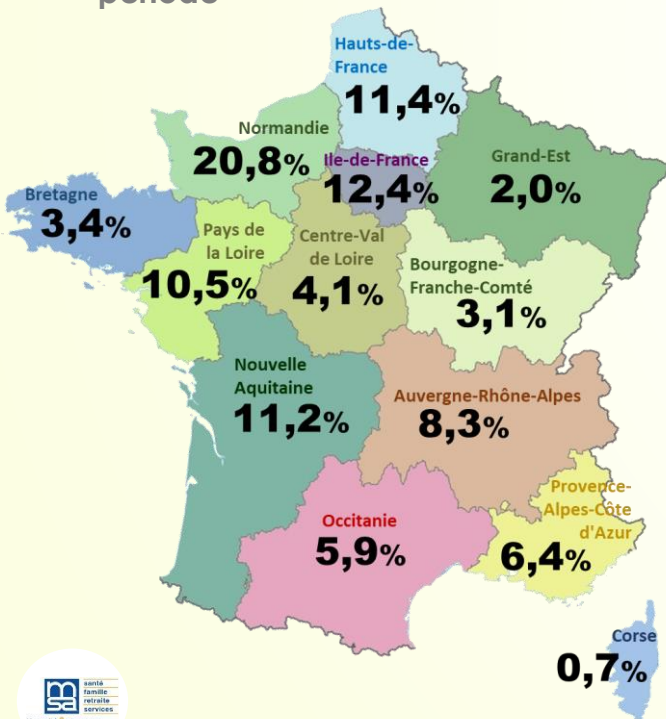 période
Hauts-de-
France
11,4%
Normandie
20,8%
Ile-de-France
12,4%
Grand-Est
2,0%
Bretagne
3,4%
Pays de
la Loire
10,5%
Centre-Val
de Loire
4,1%
Bourgogne-
Franche-Comté
3,1%
Nouvelle
Aquitaine
11,2%
Auvergne-Rhône-Alpes
8,3%
Occitanie
5,9%
Provence-
Alpes-Côte
d'Azur
6,4%
Corse
0,7%
msa
santé
famille
retraite
services